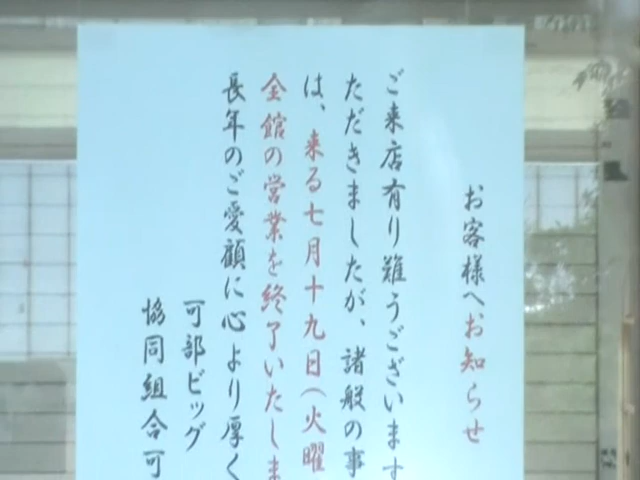 お客様へお知らせ
ご来店有り難うございます
ただきましたが、諸般の事
は、来る七月十九日(火曜
全館の営業を終了いたしま
長年のご愛顧に心より厚く
可部ビッグ
協同組合可